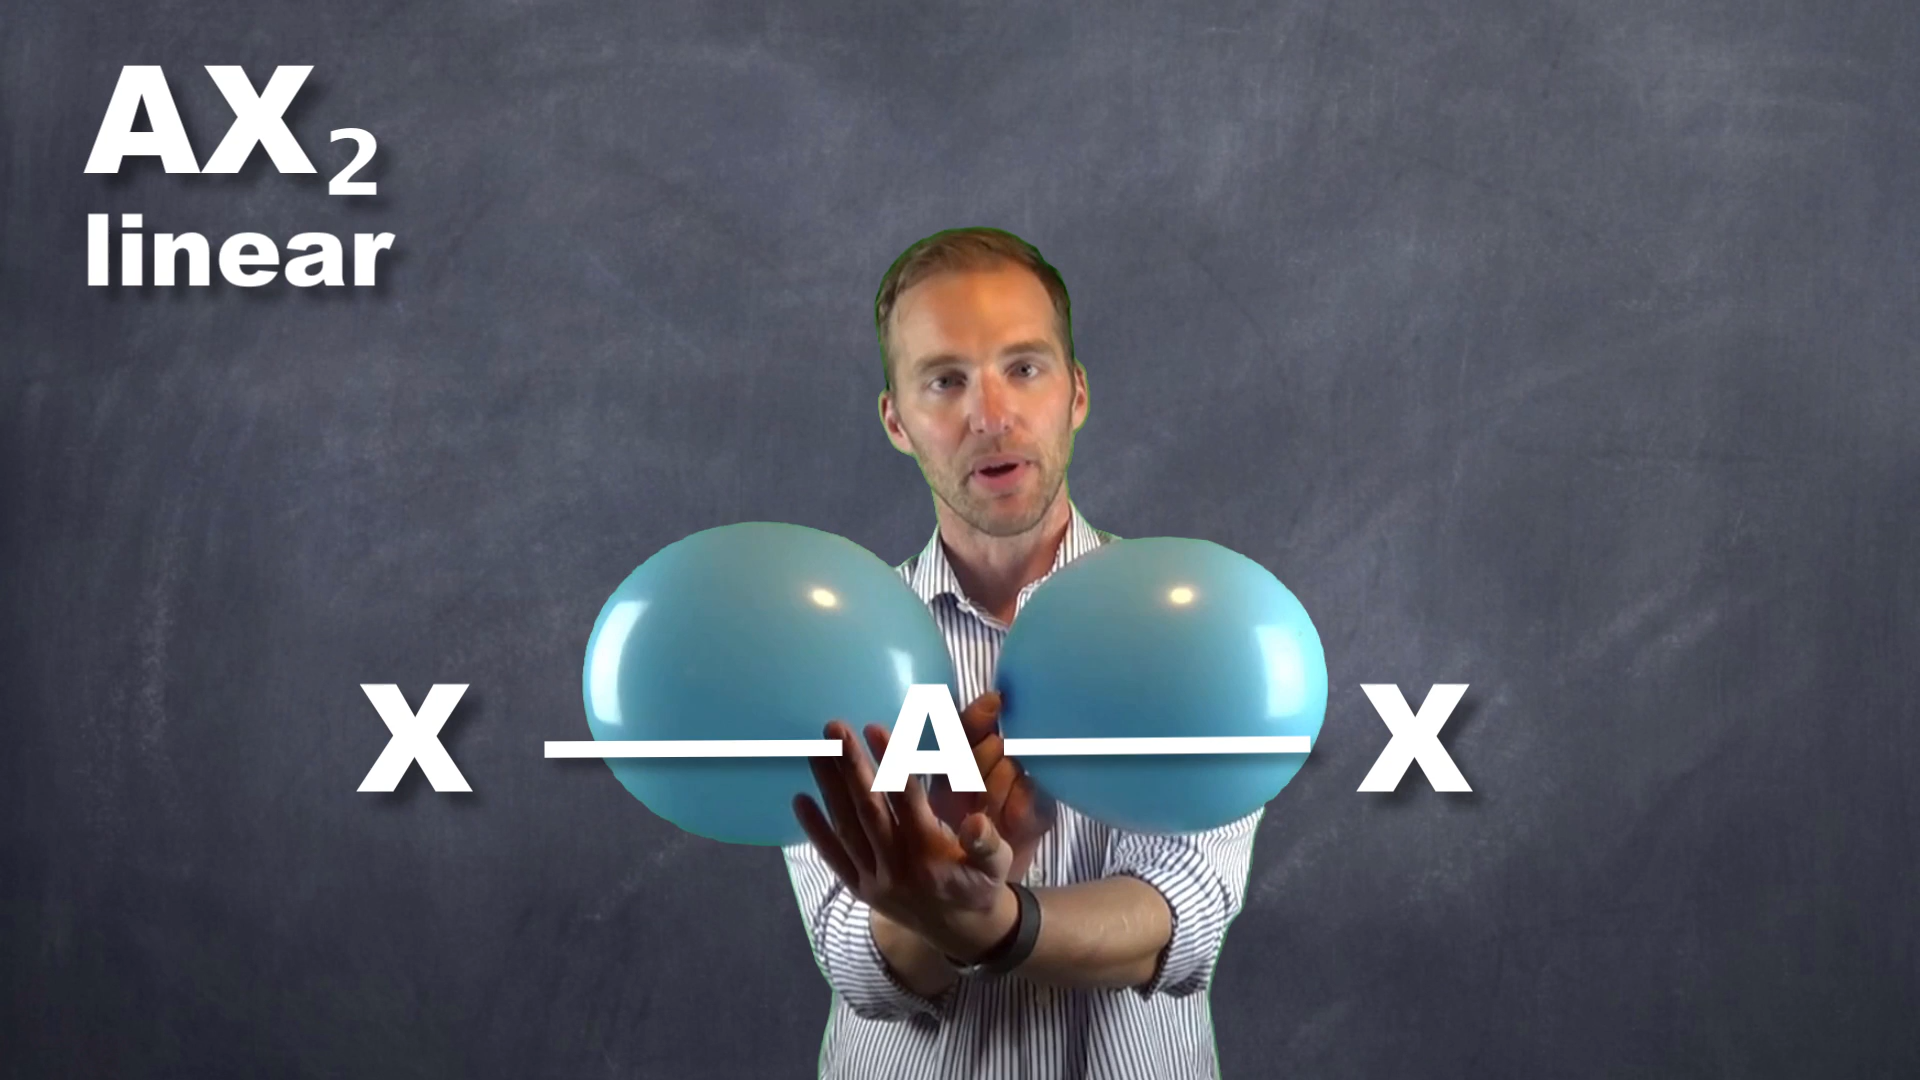 AX₂
linear
X — A — X